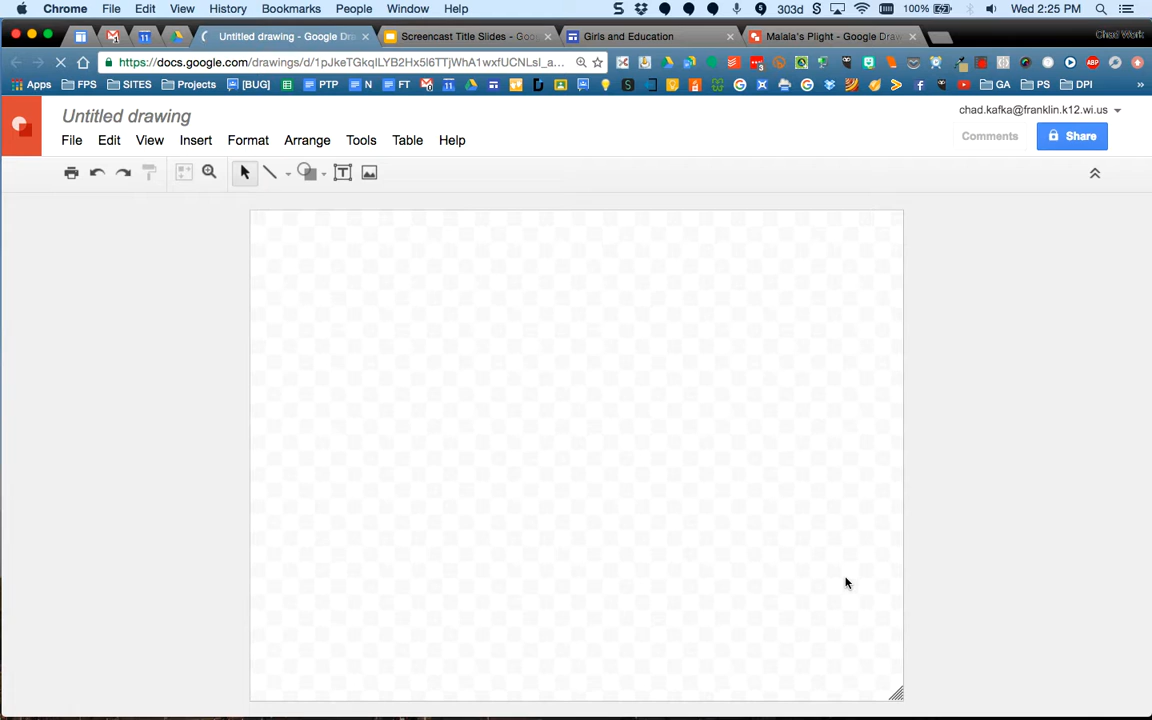 Chrome File Edit View History Bookmarks People Window Help 303d 100% Wed 2:25 PM
Untitled drawing - Google Dr Screencast Title Slides - Goo Girls and Education Malala's Plight - Google Draw Chad Work
https://docs.google.com/drawings/d/1pJkeTGkqILYB2Hx5l6TTjWhA1wxfUCNLsl_a...
Apps FPS SITES Projects [BUG] PTP N FT GA PS DPI »
Untitled drawing
chad.kafka@franklin.k12.wi.us
File Edit View Insert Format Arrange Tools Table Help
Comments Share